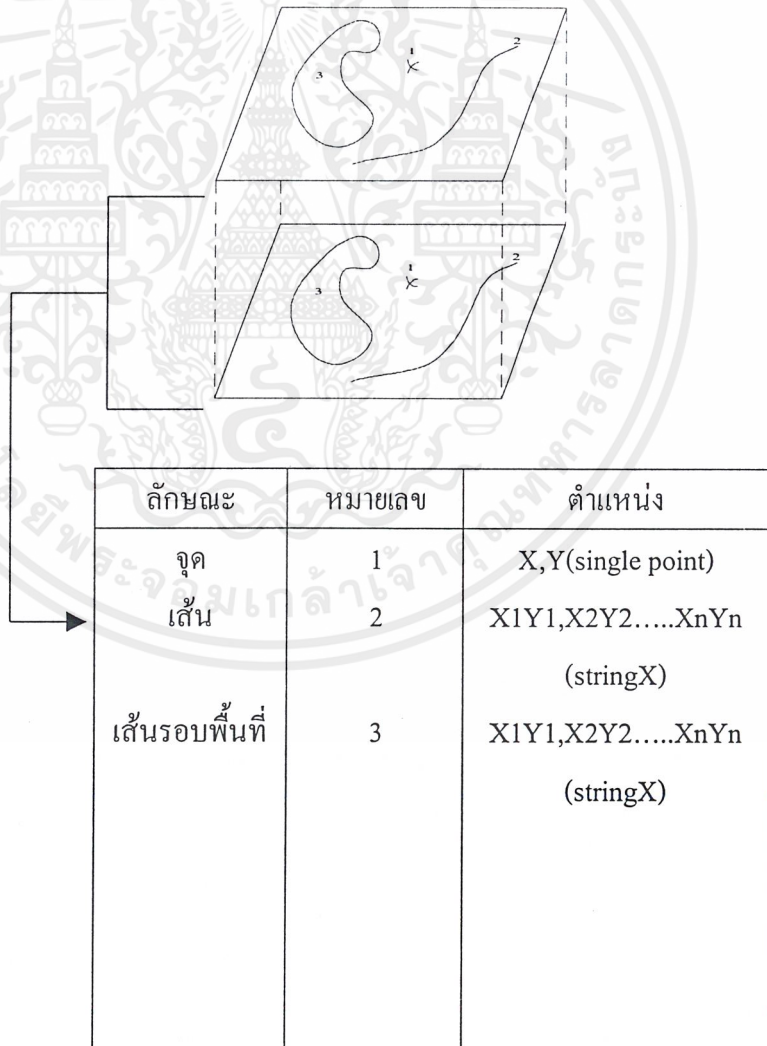 1
2
3
1
2
3
ลักษณะ หมายเลข ตำแหน่ง
จุด 1 X,Y(single point)
เส้น 2 X1Y1,X2Y2…..XnYn
(stringX)
เส้นรอบพื้นที่ 3 X1Y1,X2Y2…..XnYn
(stringX)